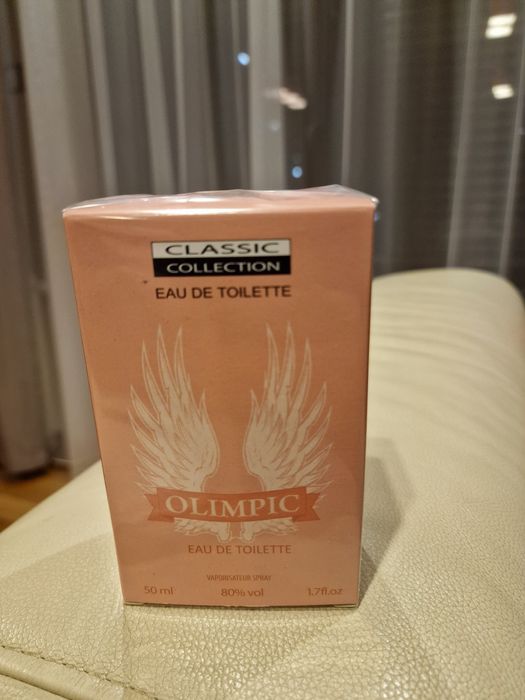 CLASSIC
COLLECTION
EAU DE TOILETTE
OLIMPIC
EAU DE TOILETTE
VAPORISATEUR SPRAY
50 ml 80% vol 1.7fl.oz